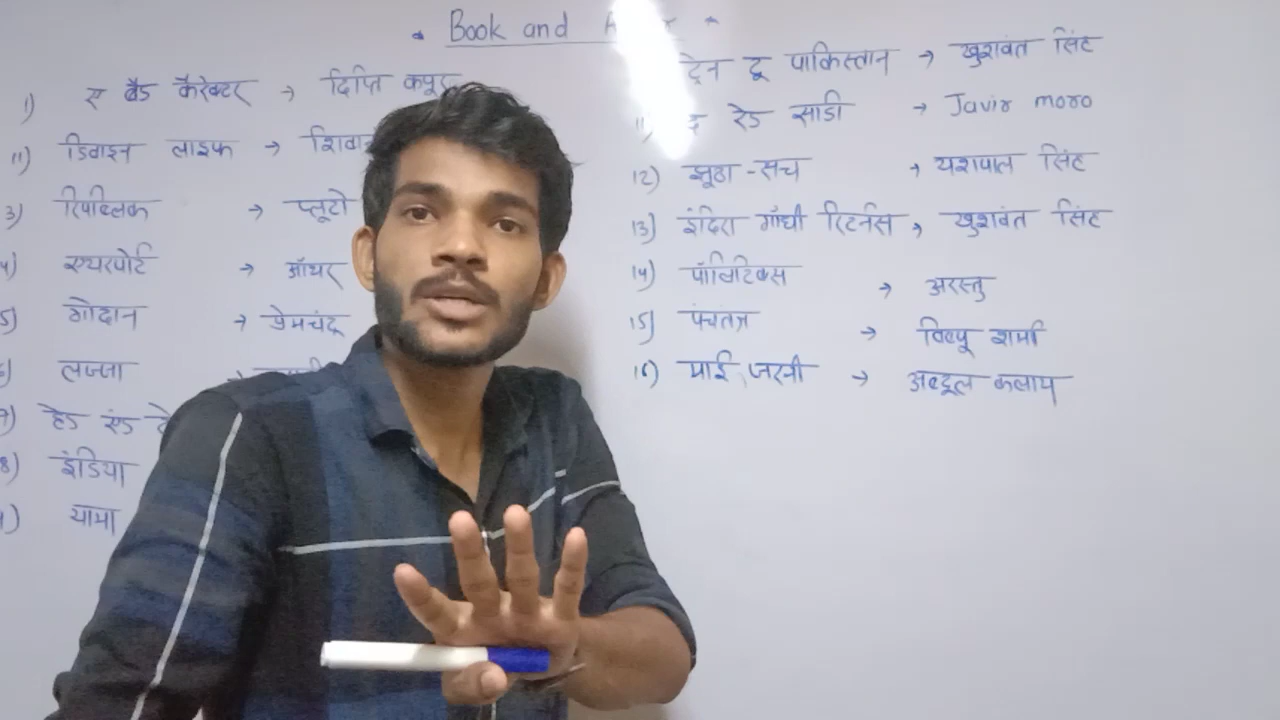 Book and
1) ए बैड कैरेक्टर → दिप्ति कपूर
11) डिवाइन लाइफ →
3) रिपब्लिक → प्लूटो
4) एयरपोर्ट → ऑथर
5) गोदान → प्रेमचंद
6) लज्जा
7) हेड एंड
8) इंडिया
9) यामा
ट्रेन टू पाकिस्तान → खुशवंत सिंह
11) द रेड साडी → Javir moro
12) झूठा - सच → यशपाल सिंह
13) इंदिरा गाँधी रिटर्नस → खुशवंत सिंह
14) पॉलिटिक्स → अरस्तु
15) पंचतंत्र → विष्णु शर्मा
16) माई जरनी → अब्दूल कलाम